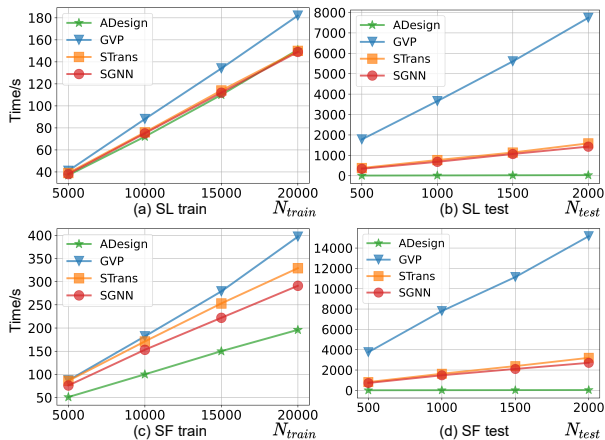 ADesign
GVP
STrans
SGNN
Time/s
180
160
140
120
100
80
60
40
5000
10000
15000
20000
(a) SL train
N_train
ADesign
GVP
STrans
SGNN
8000
7000
6000
5000
4000
3000
2000
1000
0
500
1000
1500
2000
(b) SL test
N_test
ADesign
GVP
STrans
SGNN
Time/s
400
350
300
250
200
150
100
50
5000
10000
15000
20000
(c) SF train
N_train
ADesign
GVP
STrans
SGNN
14000
12000
10000
8000
6000
4000
2000
0
500
1000
1500
2000
(d) SF test
N_test